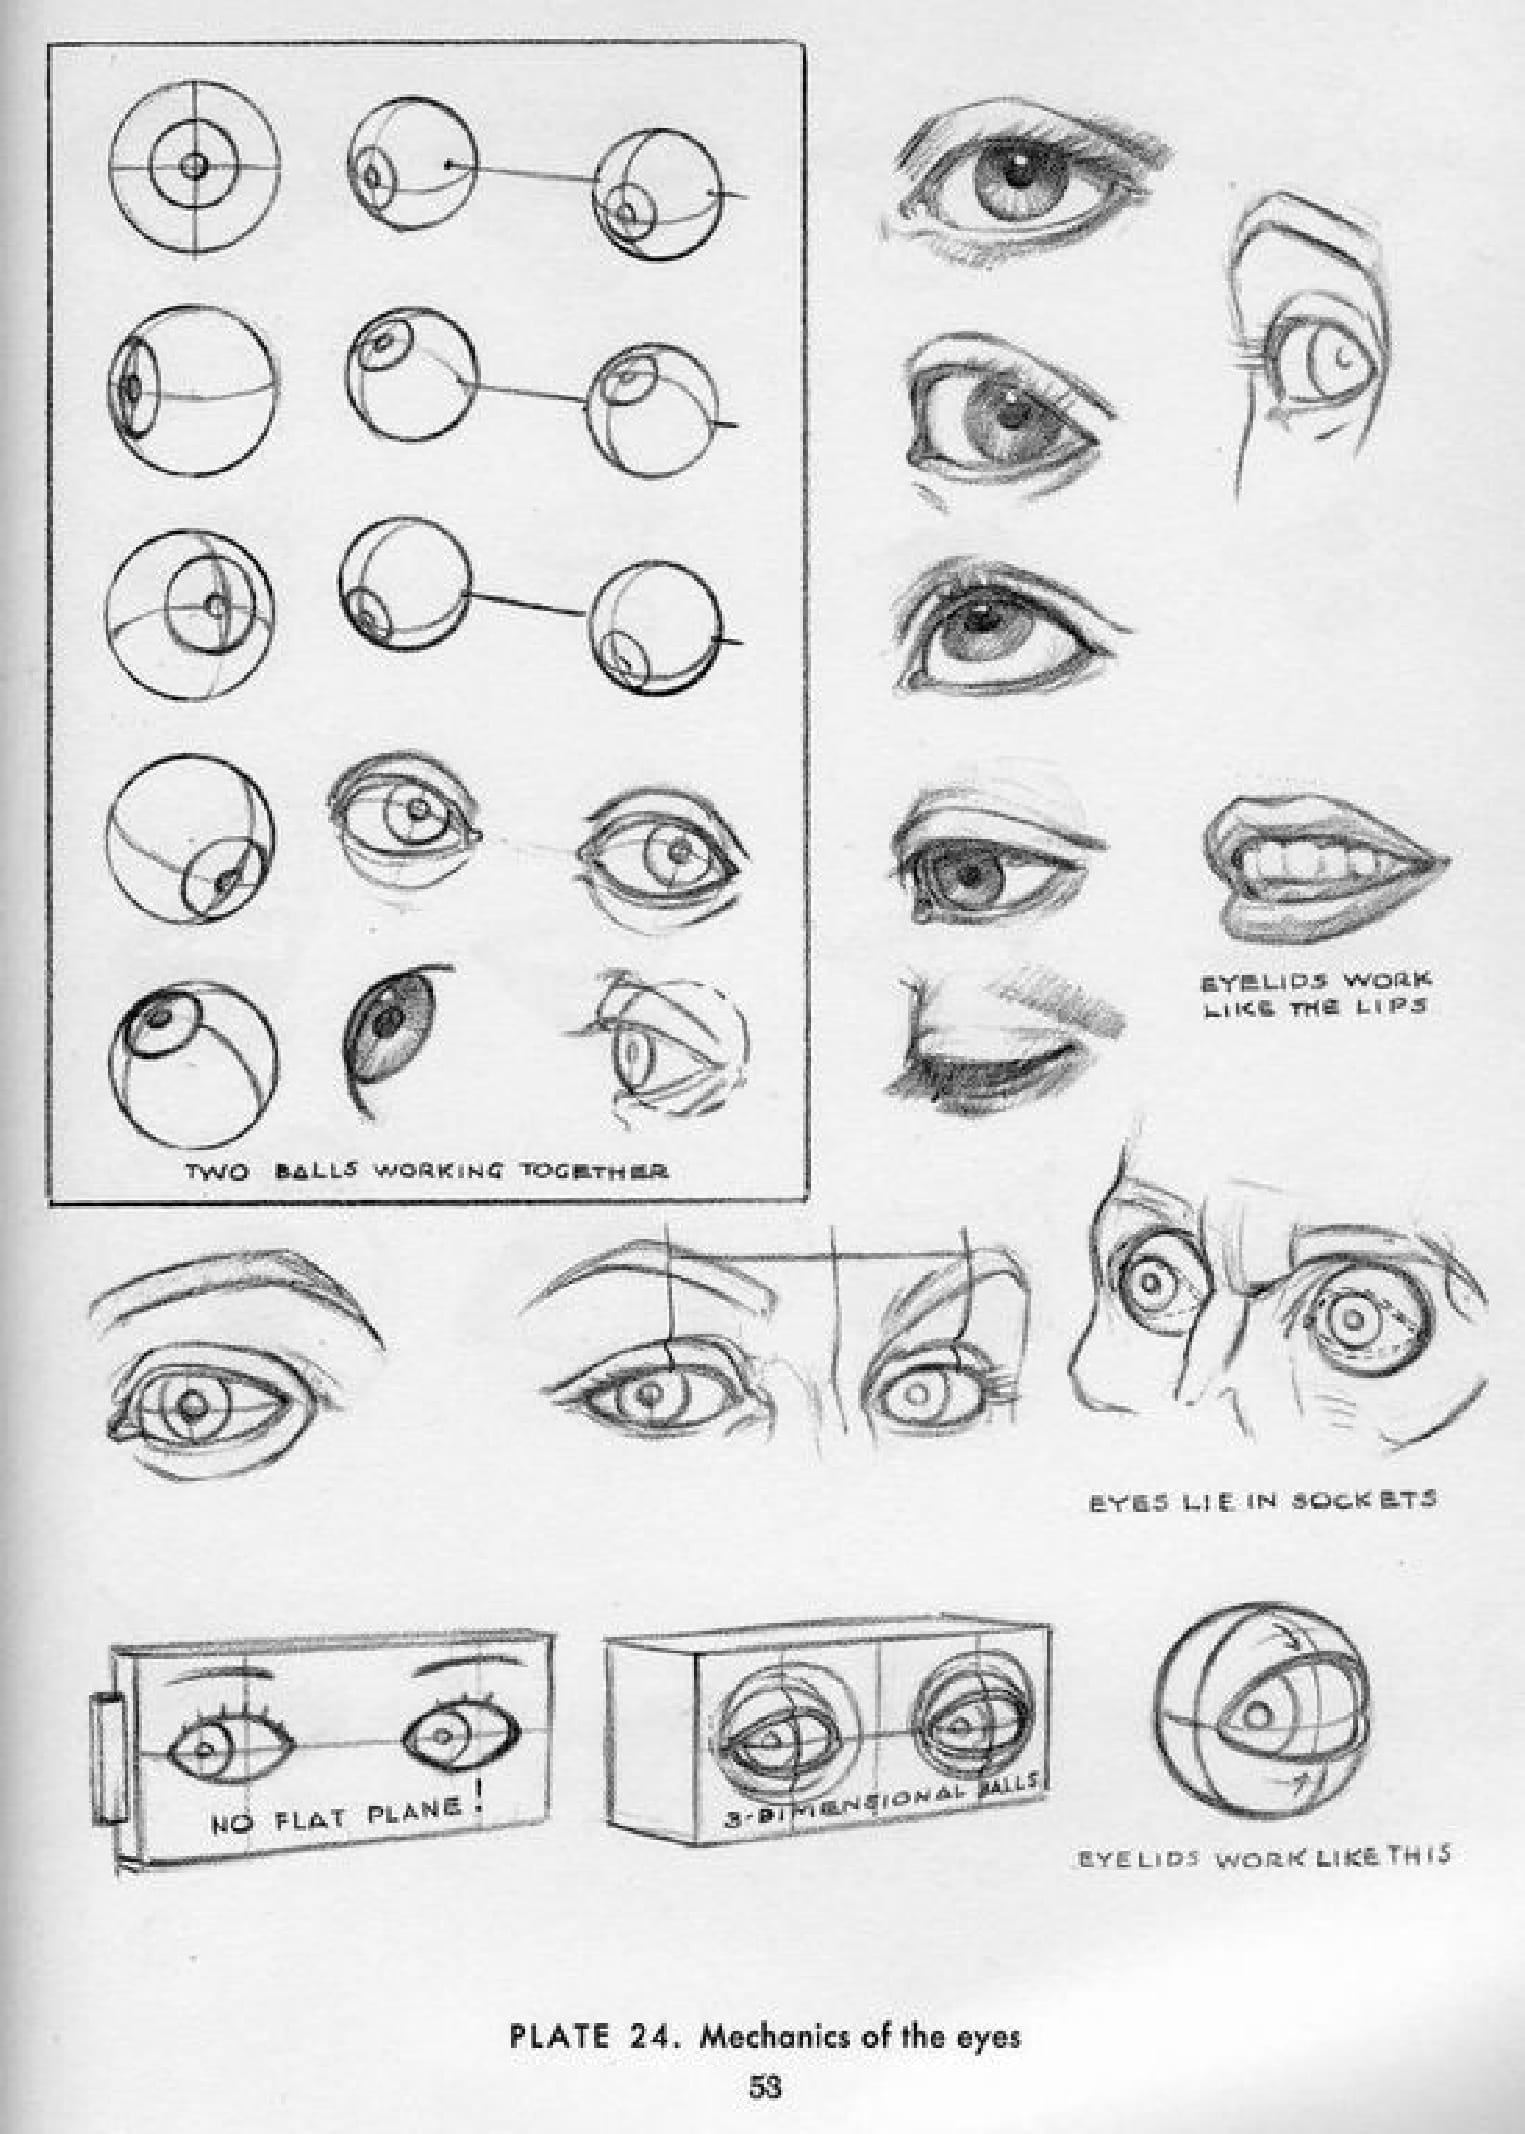 EYELIDS WORK
LIKE THE LIPS
TWO BALLS WORKING TOGETHER
EYES LIE IN SOCKETS
NO FLAT PLANE!
3-DIMENSIONAL BALLS
EYELIDS WORK LIKE THIS
PLATE 24. Mechanics of the eyes
53